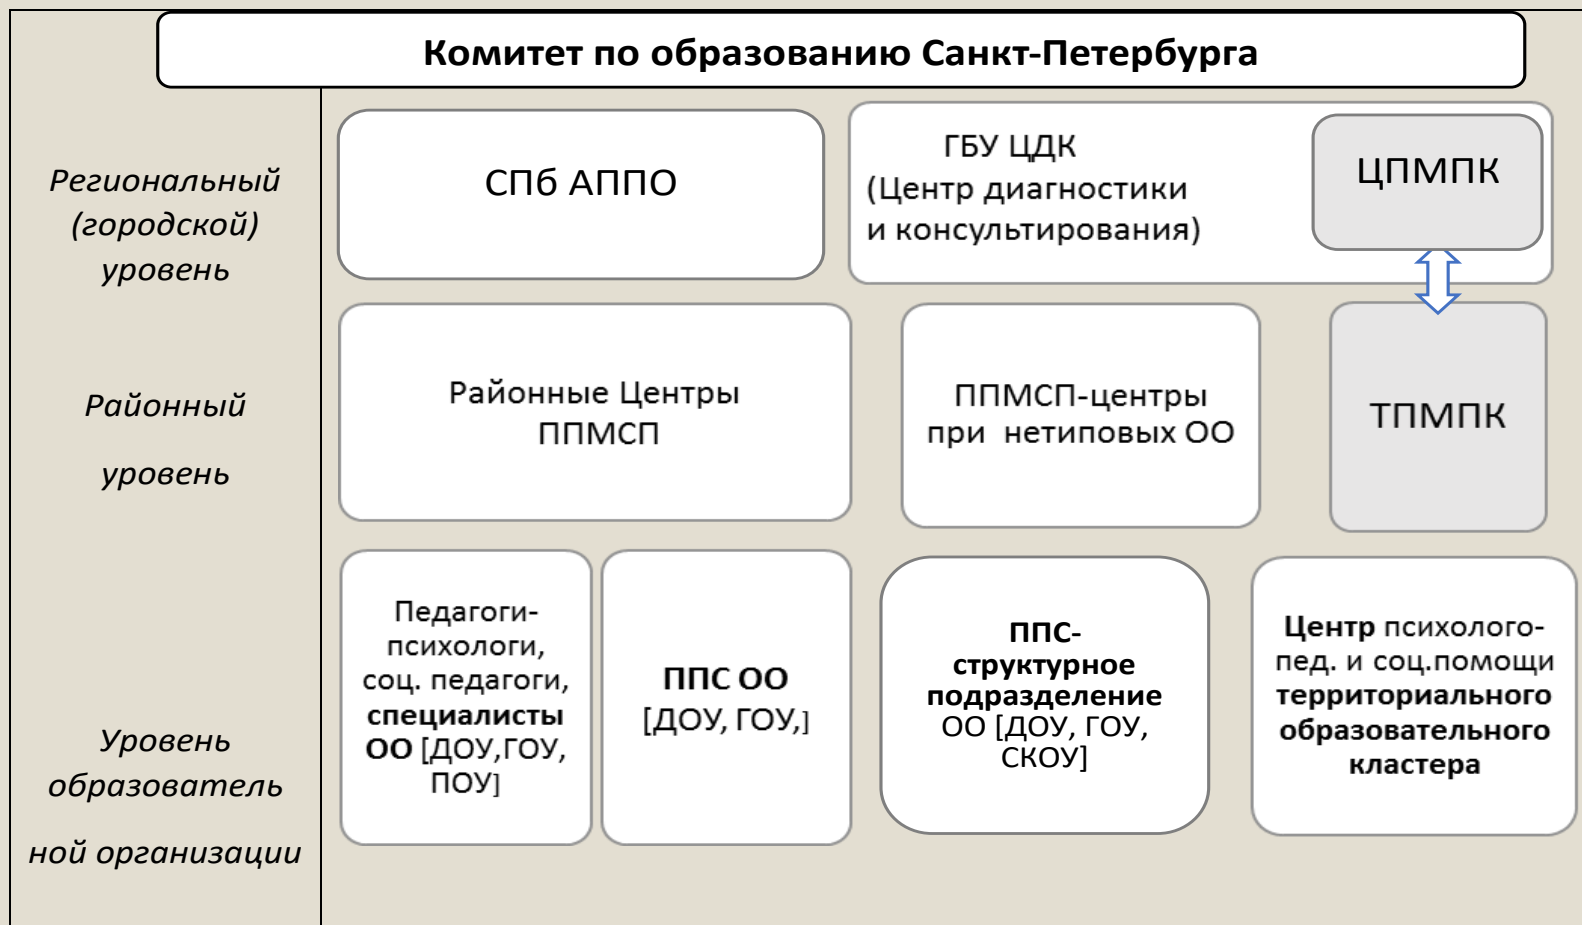 Комитет по образованию Санкт-Петербурга
Региональный
(городской)
уровень
СПб АППО
ГБУ ЦДК
(Центр диагностики
и консультирования)
ЦПМПК
Районный
уровень
Районные Центры
ППМСП
ППМСП-центры
при нетиповых ОО
ТПМПК
Уровень
образователь
ной организации
Педагоги-
психологи,
соц. педагоги,
специалисты
ОО [ДОУ,ГОУ,
ПОУ]
ППС ОО
[ДОУ, ГОУ,]
ППС-
структурное
подразделение
ОО [ДОУ, ГОУ,
СКОУ]
Центр психолого-
пед. и соц.помощи
территориального
образовательного
кластера